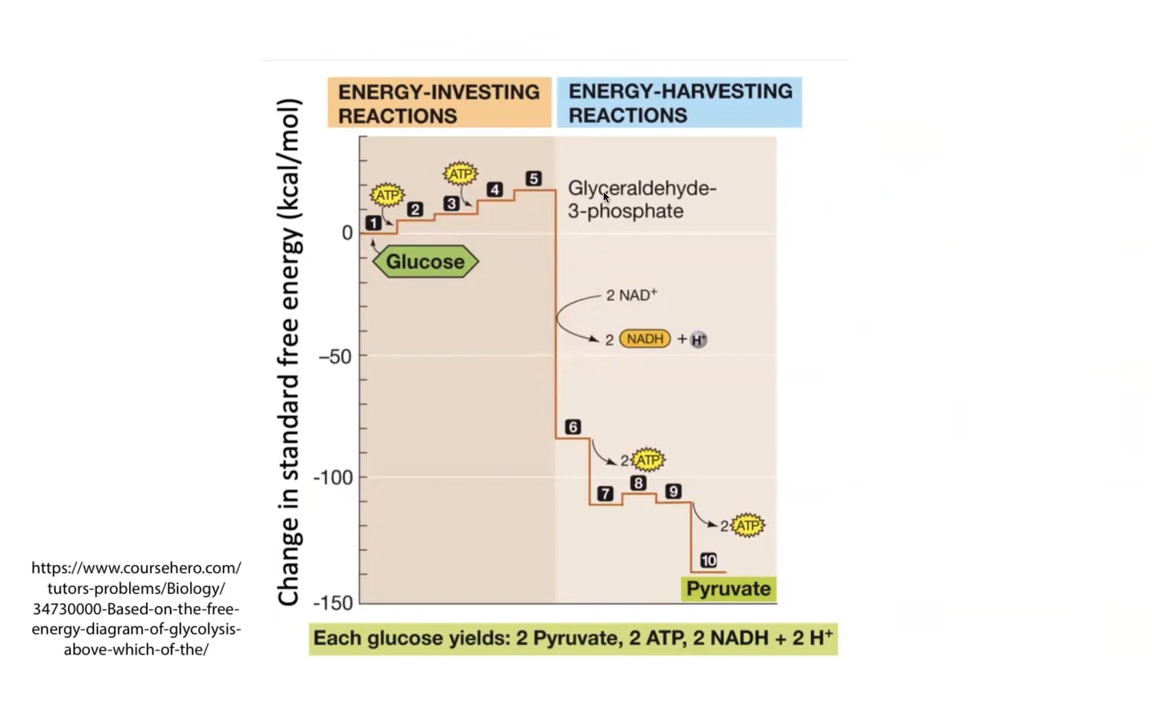 ENERGY-INVESTING
REACTIONS
ENERGY-HARVESTING
REACTIONS
Change in standard free energy (kcal/mol)
0
–50
-100
-150
ATP
ATP
1
2
3
4
5
Glucose
Glyceraldehyde-
3-phosphate
2 NAD⁺
2 NADH + H⁺
6
2 ATP
7
8
9
2 ATP
10
Pyruvate
Each glucose yields: 2 Pyruvate, 2 ATP, 2 NADH + 2 H⁺
https://www.coursehero.com/
tutors-problems/Biology/
34730000-Based-on-the-free-
energy-diagram-of-glycolysis-
above-which-of-the/